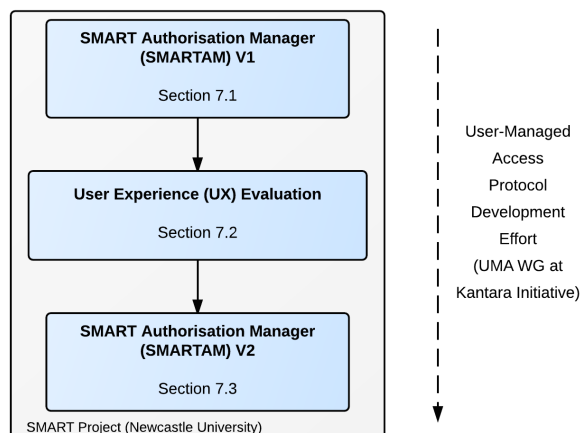 SMART Authorisation Manager
(SMARTAM) V1
Section 7.1
User Experience (UX) Evaluation
Section 7.2
SMART Authorisation Manager
(SMARTAM) V2
Section 7.3
SMART Project (Newcastle University)
User-Managed
Access
Protocol
Development
Effort
(UMA WG at
Kantara Initiative)